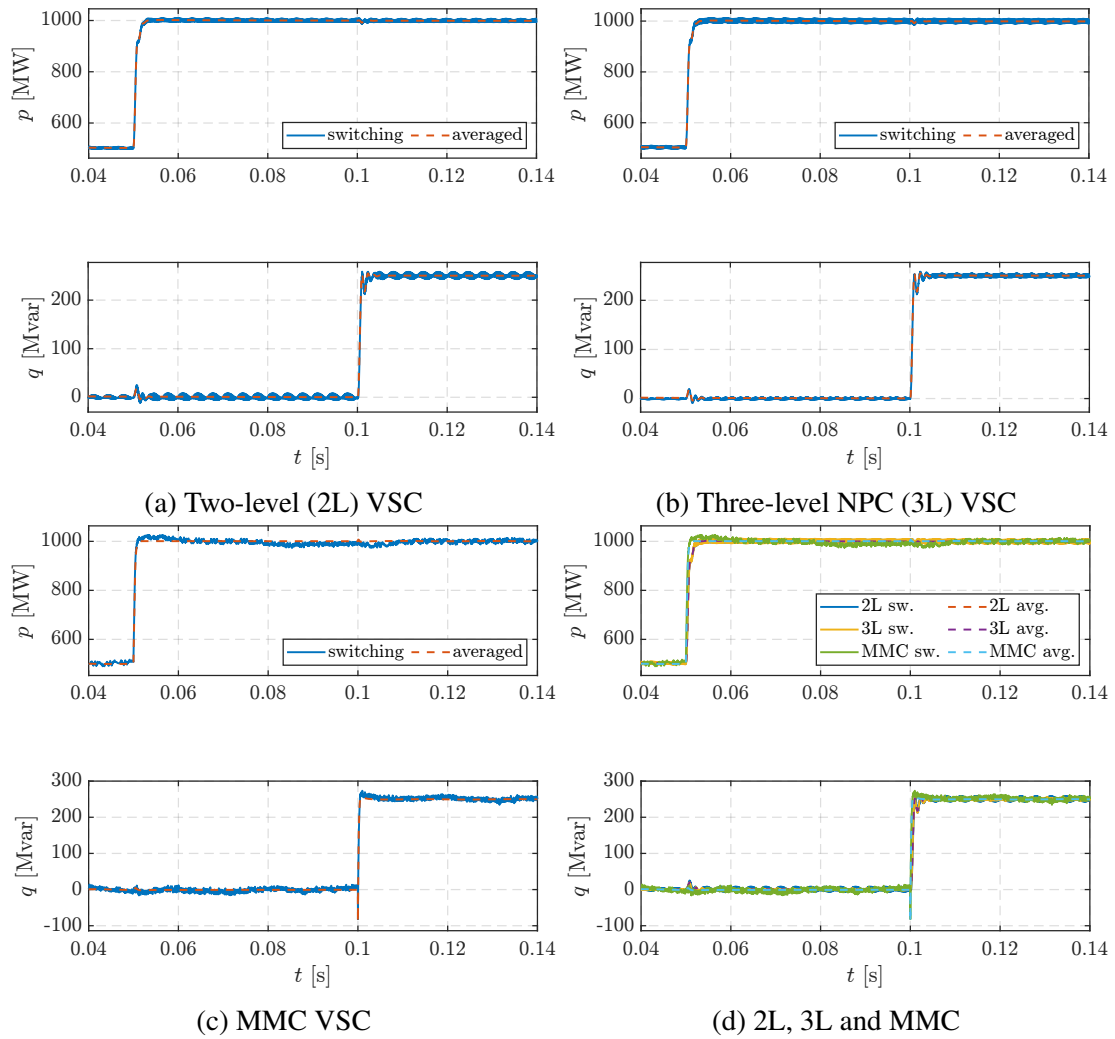 1000
800
600
p [MW]
switching averaged
0.04 0.06 0.08 0.1 0.12 0.14
200
100
0
q [Mvar]
0.04 0.06 0.08 0.1 0.12 0.14
t [s]
(a) Two-level (2L) VSC
1000
800
600
p [MW]
switching averaged
0.04 0.06 0.08 0.1 0.12 0.14
200
100
0
q [Mvar]
0.04 0.06 0.08 0.1 0.12 0.14
t [s]
(b) Three-level NPC (3L) VSC
1000
800
600
p [MW]
switching averaged
0.04 0.06 0.08 0.1 0.12 0.14
300
200
100
0
-100
q [Mvar]
0.04 0.06 0.08 0.1 0.12 0.14
t [s]
(c) MMC VSC
1000
800
600
p [MW]
2L sw. 2L avg.
3L sw. 3L avg.
MMC sw. MMC avg.
0.04 0.06 0.08 0.1 0.12 0.14
300
200
100
0
-100
q [Mvar]
0.04 0.06 0.08 0.1 0.12 0.14
t [s]
(d) 2L, 3L and MMC